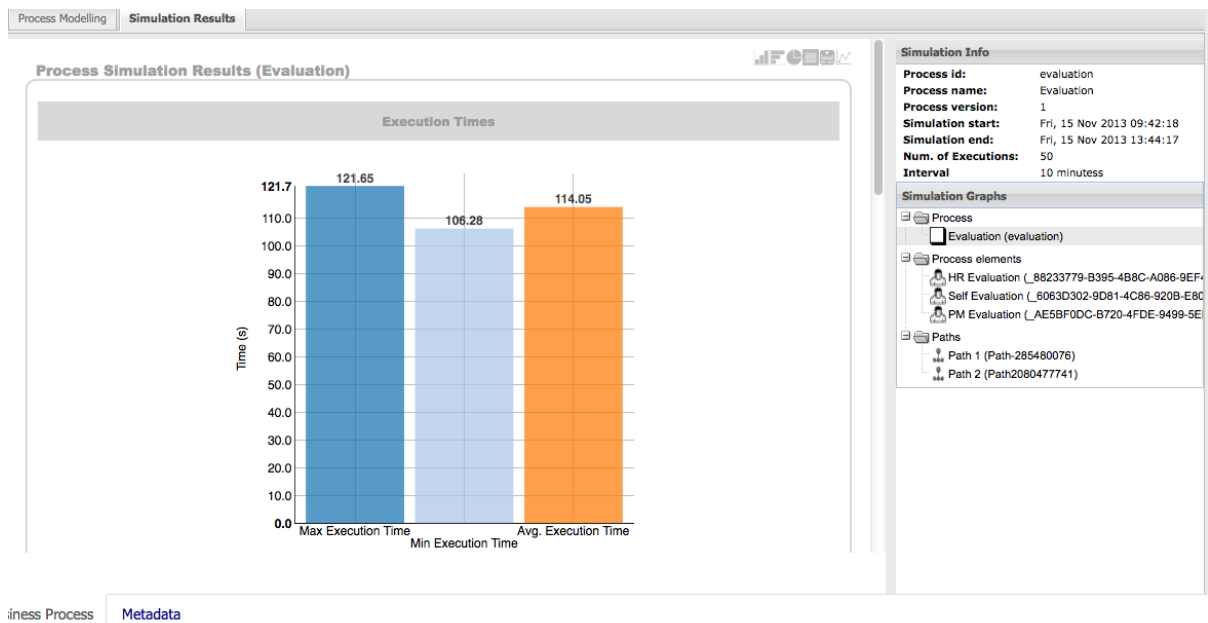 Process Modelling
Simulation Results
Process Simulation Results (Evaluation)
Execution Times
121.65
106.28
114.05
121.7
110.0
100.0
90.0
80.0
70.0
60.0
50.0
40.0
30.0
20.0
10.0
0.0
Time (s)
Max Execution Time
Min Execution Time
Avg. Execution Time
Simulation Info
Process id: evaluation
Process name: Evaluation
Process version: 1
Simulation start: Fri, 15 Nov 2013 09:42:18
Simulation end: Fri, 15 Nov 2013 13:44:17
Num. of Executions: 50
Interval 10 minutess
Simulation Graphs
Process
Evaluation (evaluation)
Process elements
HR Evaluation (_88233779-B395-4B8C-A086-9EF4
Self Evaluation (_6063D302-9D81-4C86-920B-E80
PM Evaluation (_AE5BF0DC-B720-4FDE-9499-5E
Paths
Path 1 (Path-285480076)
Path 2 (Path2080477741)
siness Process
Metadata